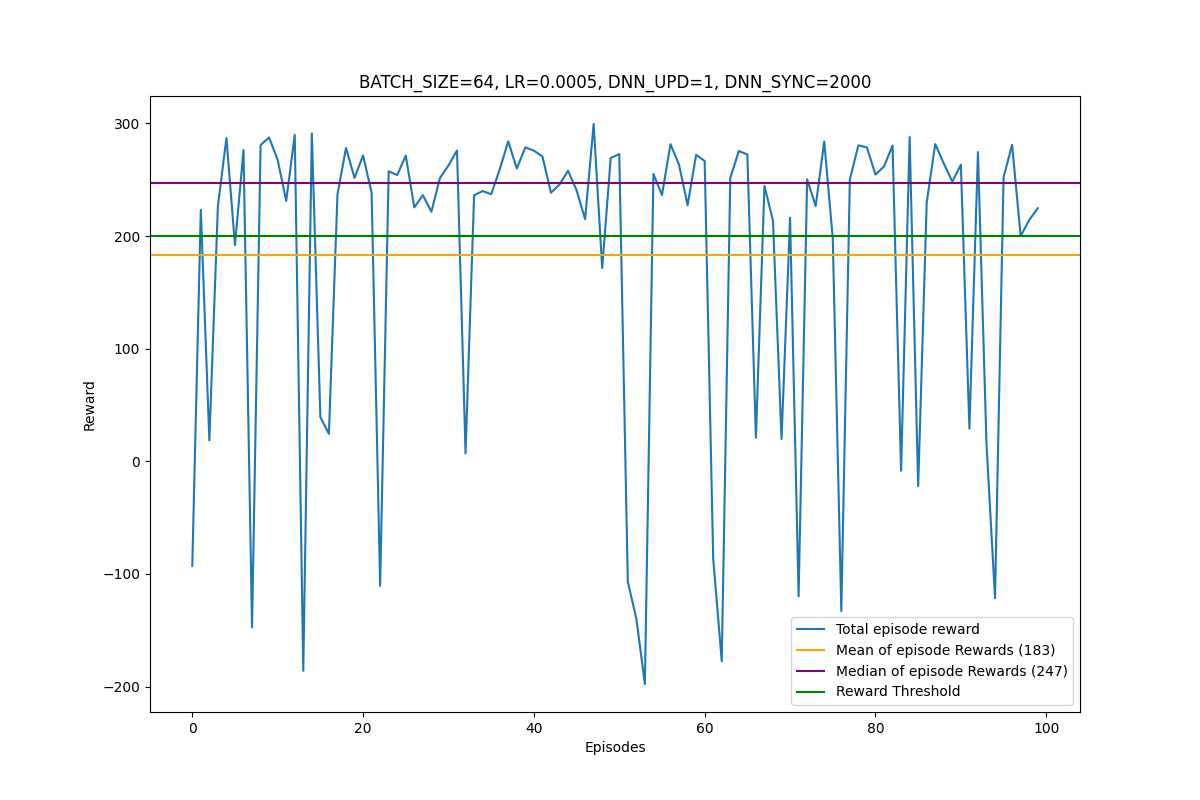 BATCH_SIZE=64, LR=0.0005, DNN_UPD=1, DNN_SYNC=2000
300
200
100
0
−100
−200
Reward
Total episode reward
Mean of episode Rewards (183)
Median of episode Rewards (247)
Reward Threshold
0 20 40 60 80 100
Episodes